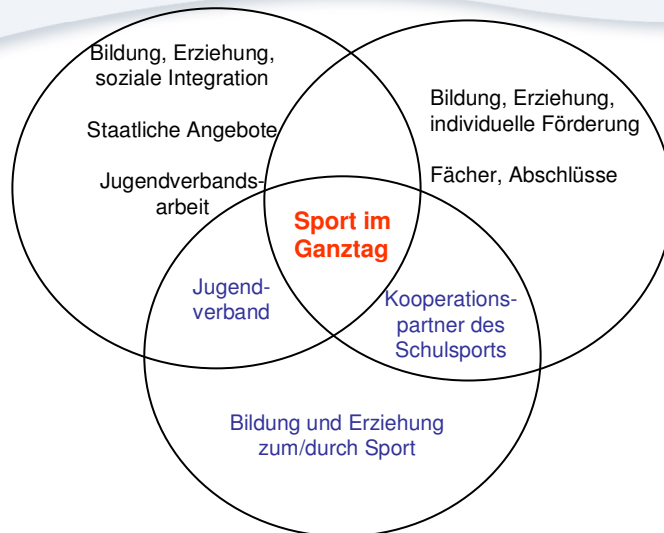 Bildung, Erziehung,
soziale Integration
Staatliche Angebote
Jugendverbands-
arbeit
Bildung, Erziehung,
individuelle Förderung
Fächer, Abschlüsse
Sport im
Ganztag
Jugend-
verband
Kooperations-
partner des
Schulsports
Bildung und Erziehung
zum/durch Sport